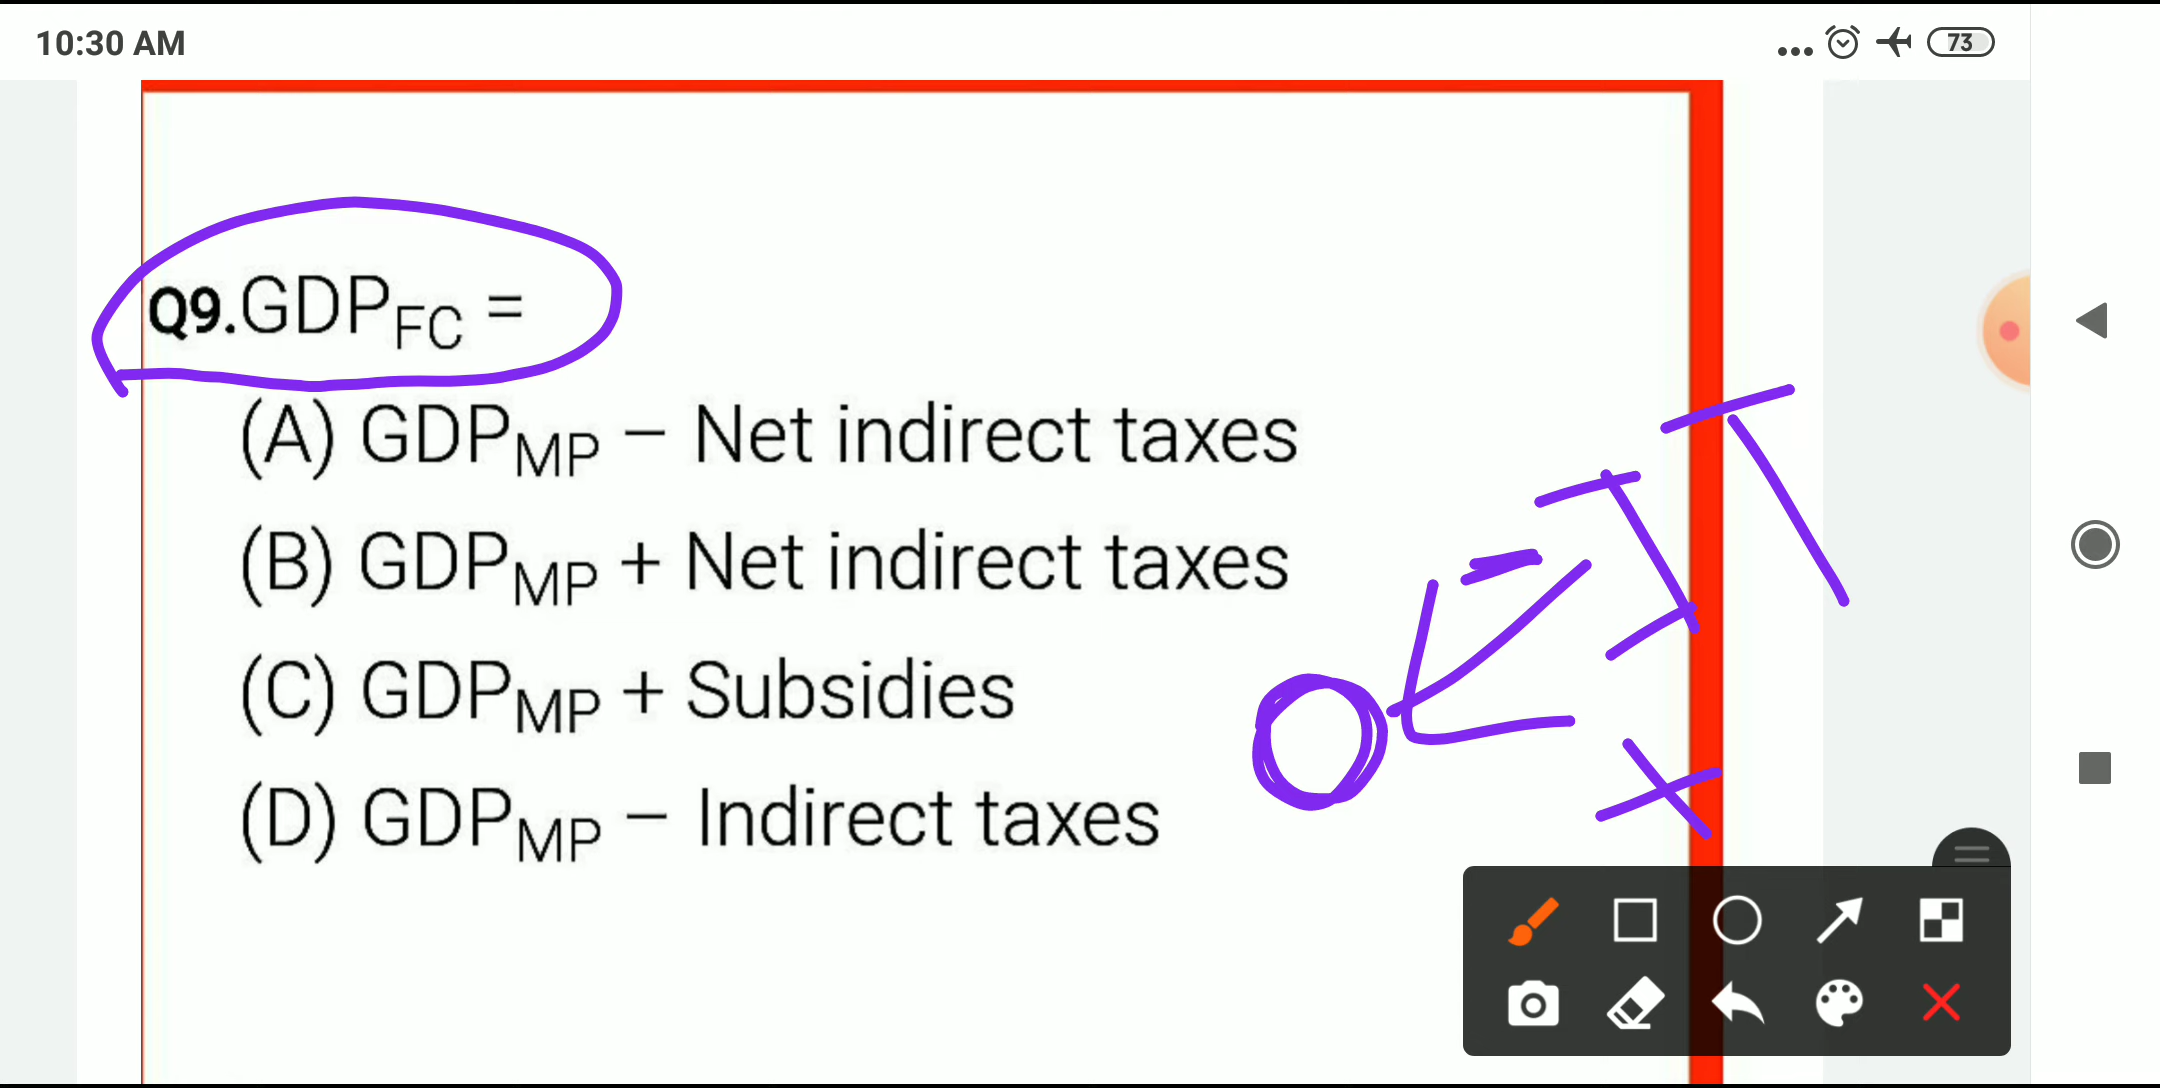 10:30 AM
73
Q9.GDPFC =
(A) GDPMP – Net indirect taxes
(B) GDPMP + Net indirect taxes
(C) GDPMP + Subsidies
(D) GDPMP – Indirect taxes